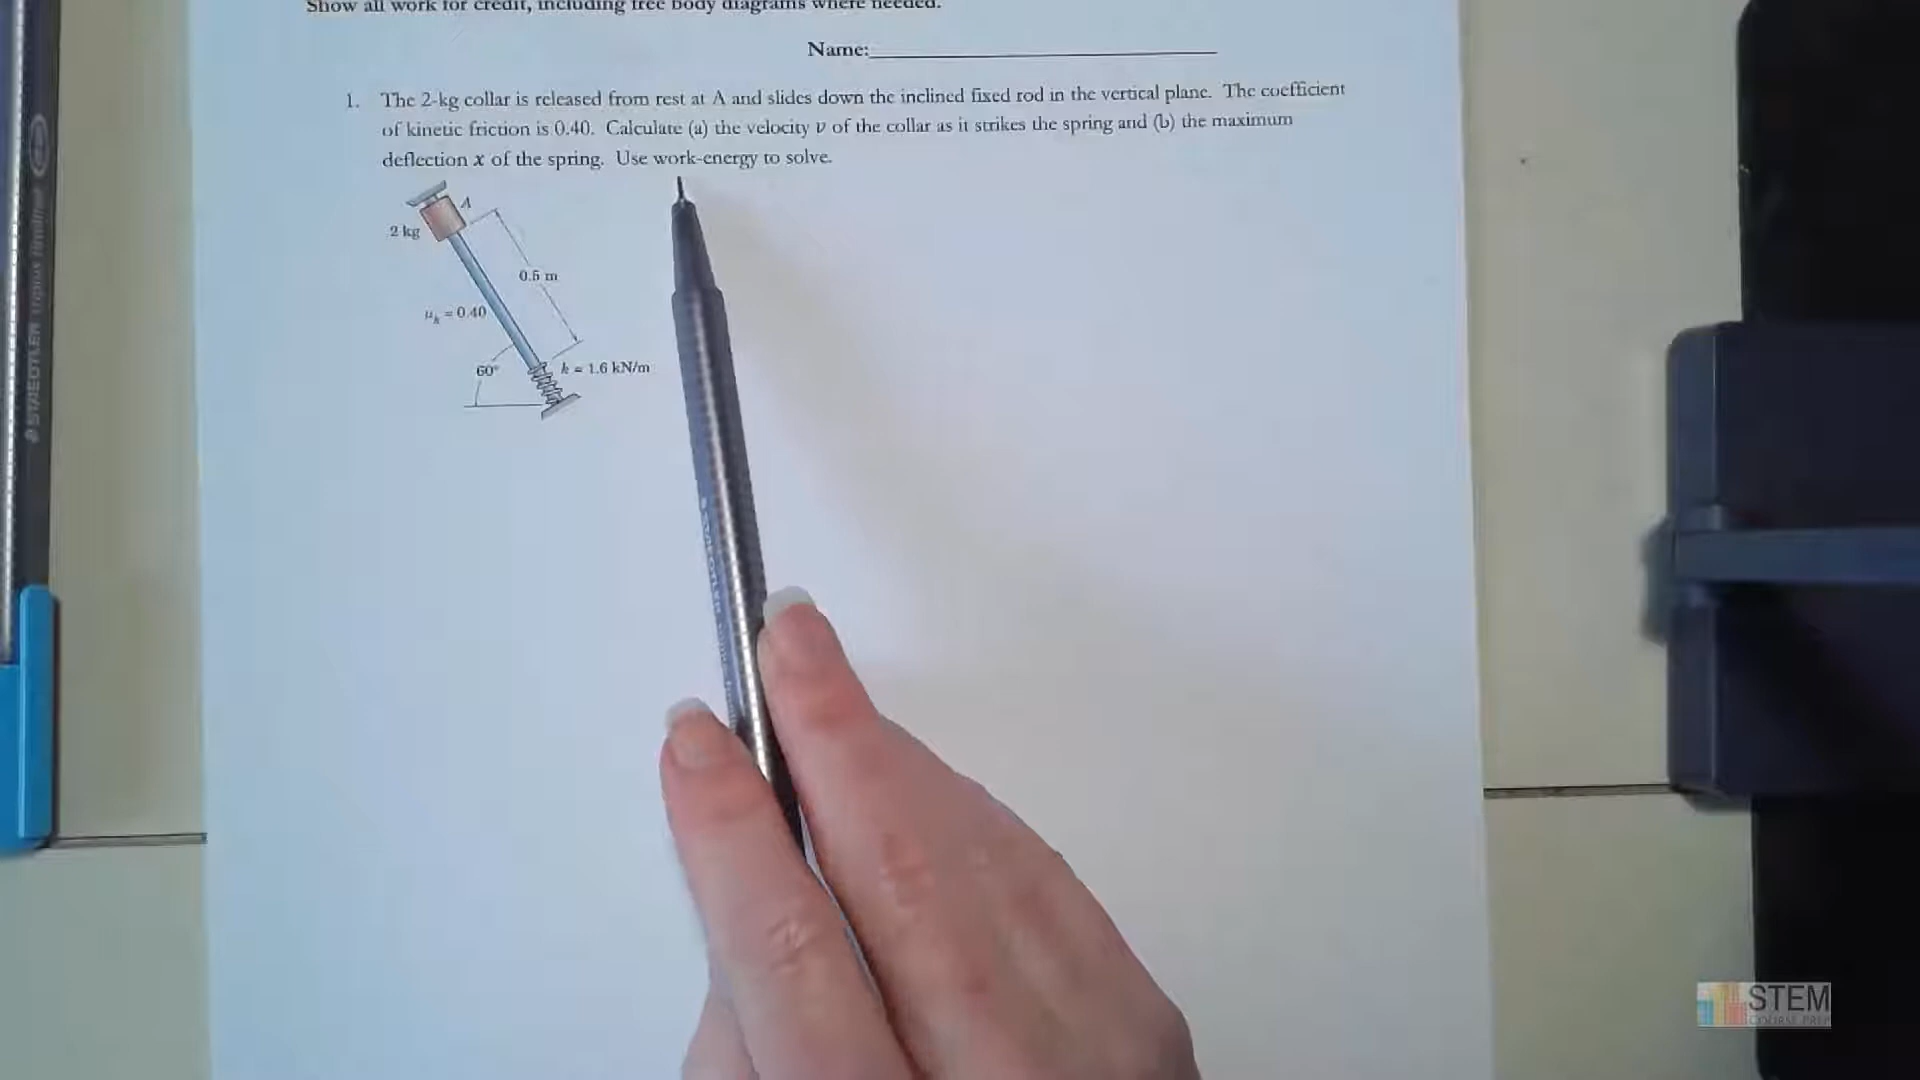 Show all work for credit, including free body diagrams where needed.
Name:
1. The 2-kg collar is released from rest at A and slides down the inclined fixed rod in the vertical plane. The coefficient
of kinetic friction is 0.40. Calculate (a) the velocity v of the collar as it strikes the spring and (b) the maximum
deflection x of the spring. Use work-energy to solve.
A
2 kg
0.5 m
μk = 0.40
60°
k = 1.6 kN/m
STAEDTLER
STEM
COURSE PREP